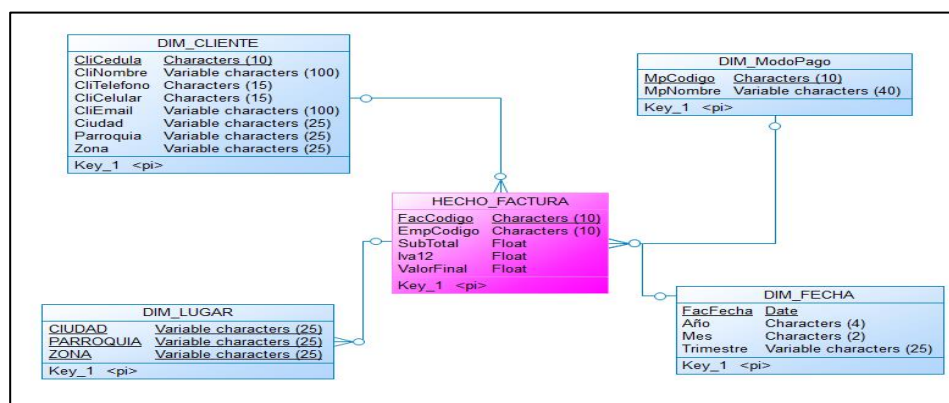 DIM_CLIENTE
CliCedula Characters (10)
CliNombre Variable characters (100)
CliTelefono Characters (15)
CliCelular Characters (15)
CliEmail Variable characters (100)
Ciudad Variable characters (25)
Parroquia Variable characters (25)
Zona Variable characters (25)
Key_1 <pi>
DIM_ModoPago
MpCodigo Characters (10)
MpNombre Variable characters (40)
Key_1 <pi>
HECHO_FACTURA
FacCodigo Characters (10)
EmpCodigo Characters (10)
SubTotal Float
Iva12 Float
ValorFinal Float
Key_1 <pi>
DIM_LUGAR
CIUDAD Variable characters (25)
PARROQUIA Variable characters (25)
ZONA Variable characters (25)
Key_1 <pi>
DIM_FECHA
FacFecha Date
Año Characters (4)
Mes Characters (2)
Trimestre Variable characters (25)
Key_1 <pi>